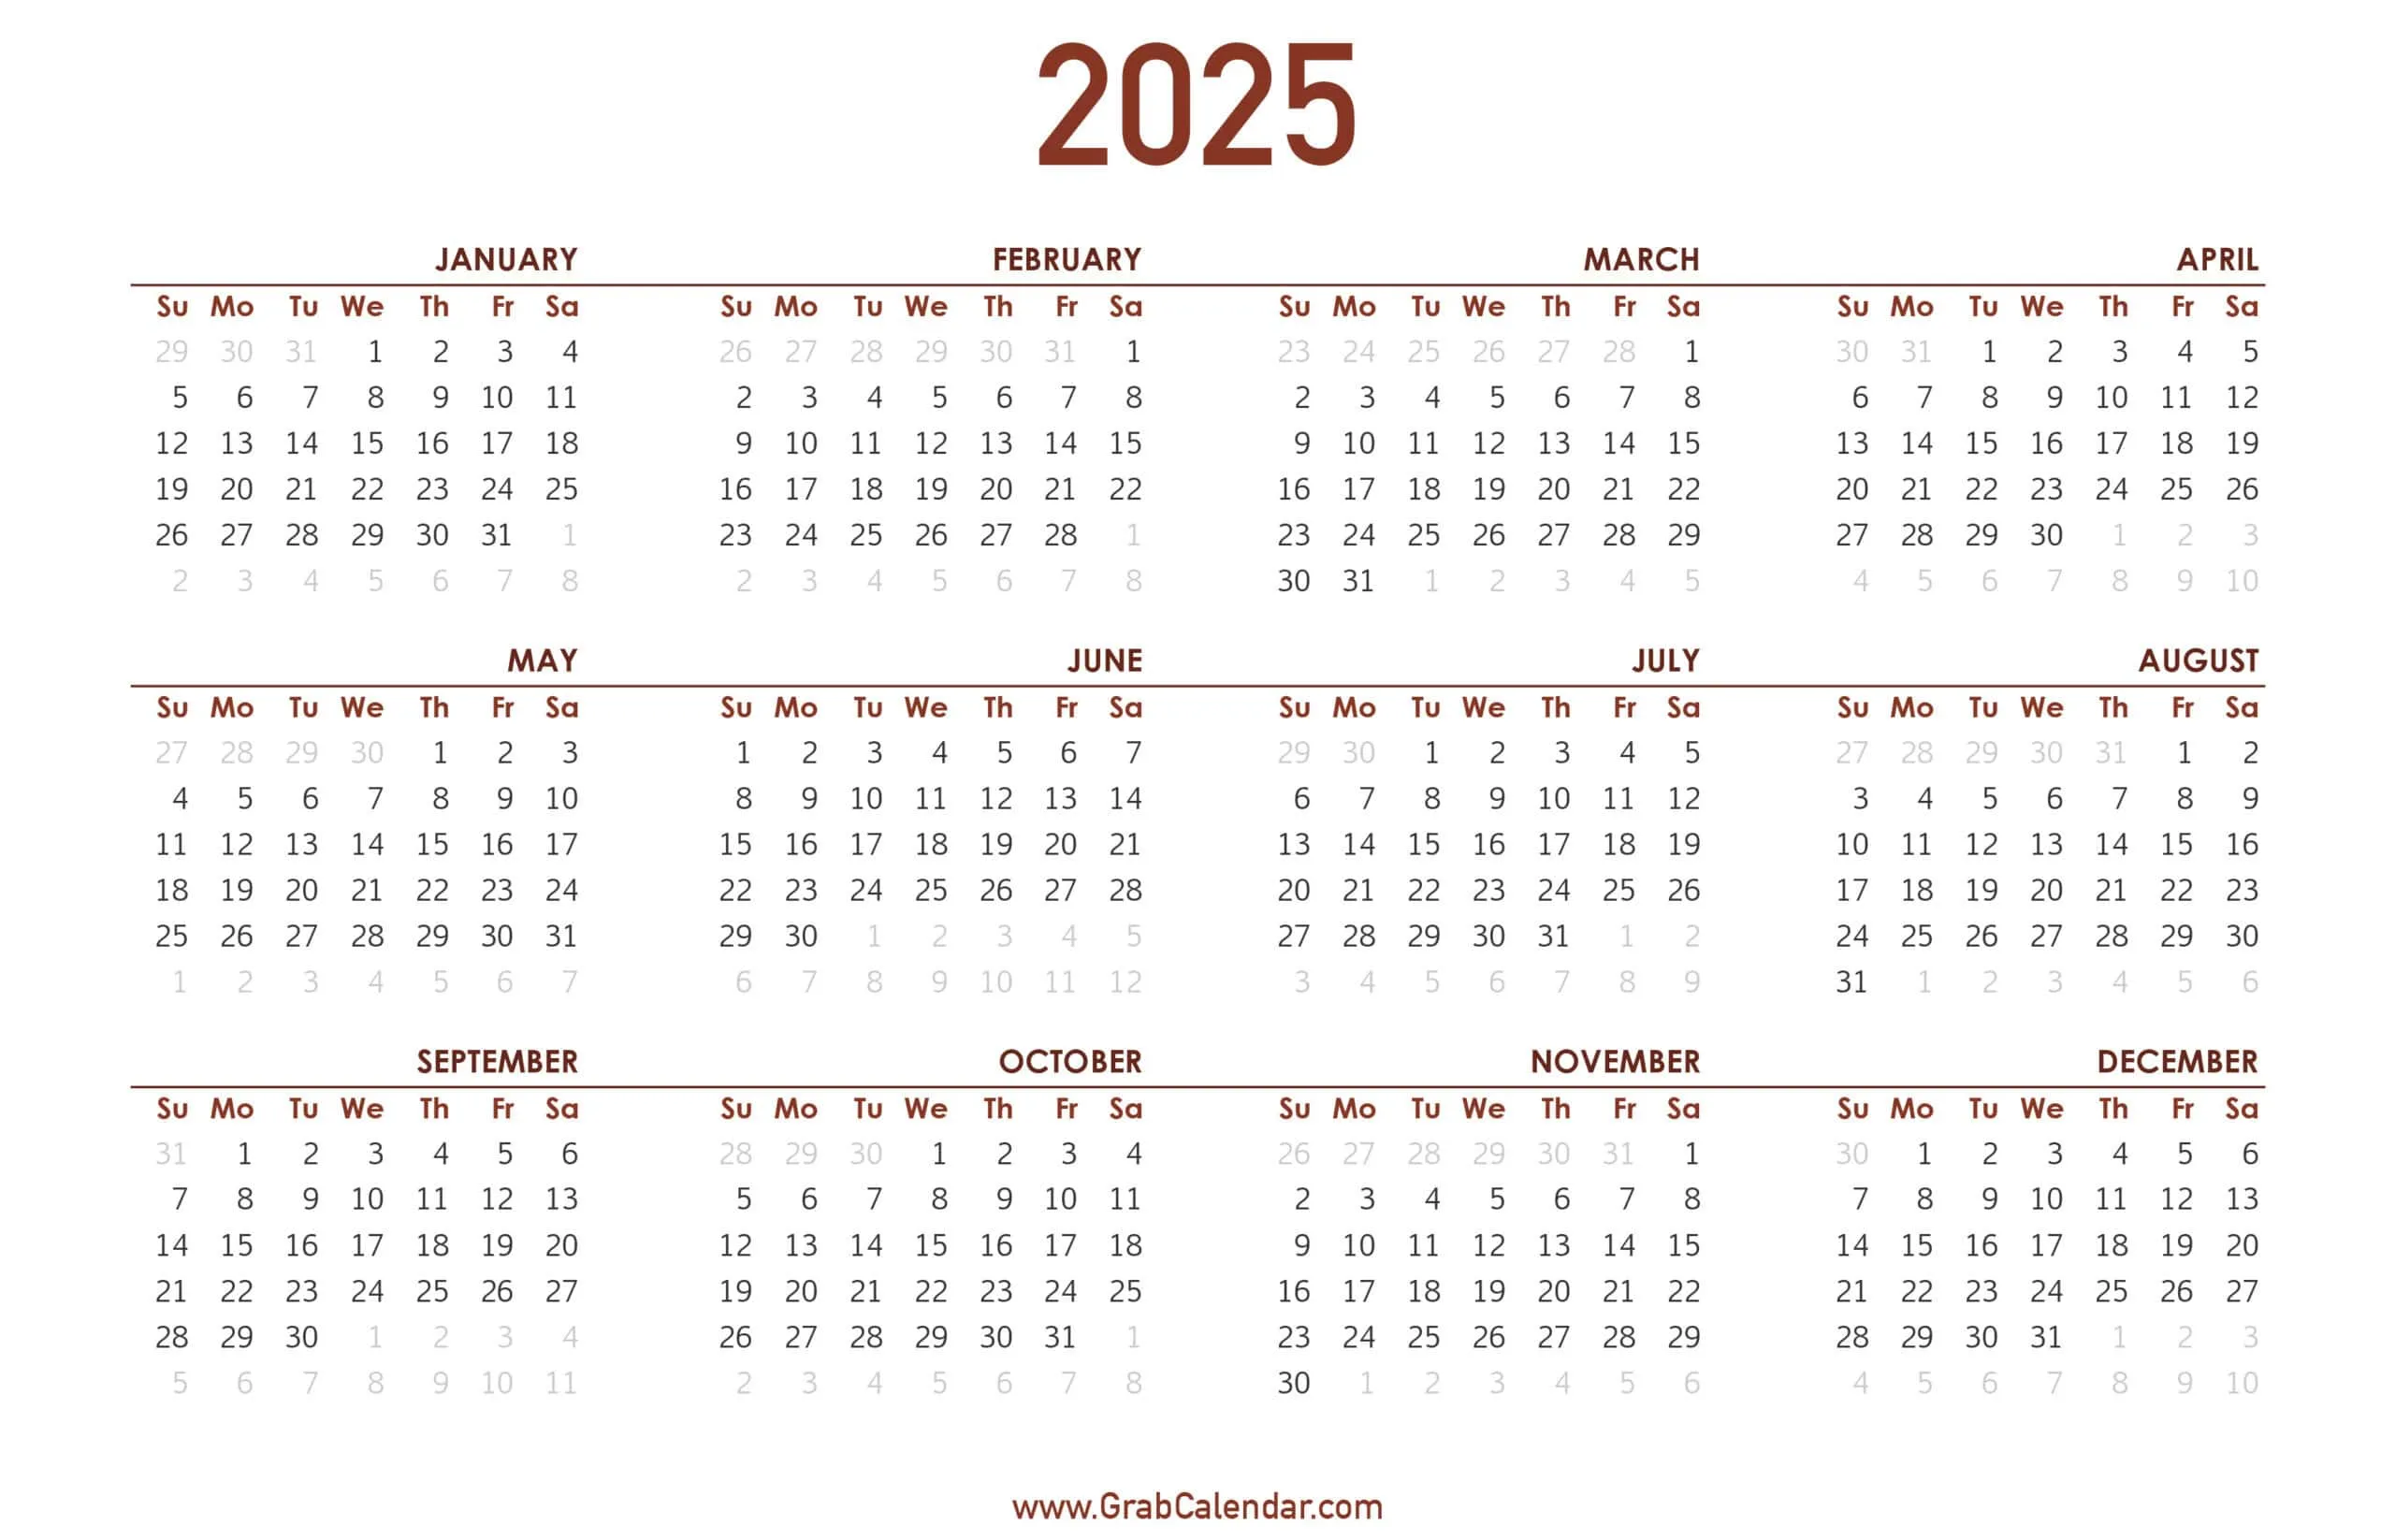 2025
JANUARY FEBRUARY MARCH APRIL
Su Mo Tu We Th Fr Sa Su Mo Tu We Th Fr Sa Su Mo Tu We Th Fr Sa Su Mo Tu We Th Fr Sa
29 30 31 1 2 3 4 26 27 28 29 30 31 1 23 24 25 26 27 28 1 30 31 1 2 3 4 5
5 6 7 8 9 10 11 2 3 4 5 6 7 8 2 3 4 5 6 7 8 6 7 8 9 10 11 12
12 13 14 15 16 17 18 9 10 11 12 13 14 15 9 10 11 12 13 14 15 13 14 15 16 17 18 19
19 20 21 22 23 24 25 16 17 18 19 20 21 22 16 17 18 19 20 21 22 20 21 22 23 24 25 26
26 27 28 29 30 31 1 23 24 25 26 27 28 1 23 24 25 26 27 28 29 27 28 29 30 1 2 3
2 3 4 5 6 7 8 2 3 4 5 6 7 8 30 31 1 2 3 4 5 4 5 6 7 8 9 10
MAY JUNE JULY AUGUST
Su Mo Tu We Th Fr Sa Su Mo Tu We Th Fr Sa Su Mo Tu We Th Fr Sa Su Mo Tu We Th Fr Sa
27 28 29 30 1 2 3 1 2 3 4 5 6 7 29 30 1 2 3 4 5 27 28 29 30 31 1 2
4 5 6 7 8 9 10 8 9 10 11 12 13 14 6 7 8 9 10 11 12 3 4 5 6 7 8 9
11 12 13 14 15 16 17 15 16 17 18 19 20 21 13 14 15 16 17 18 19 10 11 12 13 14 15 16
18 19 20 21 22 23 24 22 23 24 25 26 27 28 20 21 22 23 24 25 26 17 18 19 20 21 22 23
25 26 27 28 29 30 31 29 30 1 2 3 4 5 27 28 29 30 31 1 2 24 25 26 27 28 29 30
1 2 3 4 5 6 7 6 7 8 9 10 11 12 3 4 5 6 7 8 9 31 1 2 3 4 5 6
SEPTEMBER OCTOBER NOVEMBER DECEMBER
Su Mo Tu We Th Fr Sa Su Mo Tu We Th Fr Sa Su Mo Tu We Th Fr Sa Su Mo Tu We Th Fr Sa
31 1 2 3 4 5 6 28 29 30 1 2 3 4 26 27 28 29 30 31 1 30 1 2 3 4 5 6
7 8 9 10 11 12 13 5 6 7 8 9 10 11 2 3 4 5 6 7 8 7 8 9 10 11 12 13
14 15 16 17 18 19 20 12 13 14 15 16 17 18 9 10 11 12 13 14 15 14 15 16 17 18 19 20
21 22 23 24 25 26 27 19 20 21 22 23 24 25 16 17 18 19 20 21 22 21 22 23 24 25 26 27
28 29 30 1 2 3 4 26 27 28 29 30 31 1 23 24 25 26 27 28 29 28 29 30 31 1 2 3
5 6 7 8 9 10 11 2 3 4 5 6 7 8 30 1 2 3 4 5 6 4 5 6 7 8 9 10
www.GrabCalendar.com